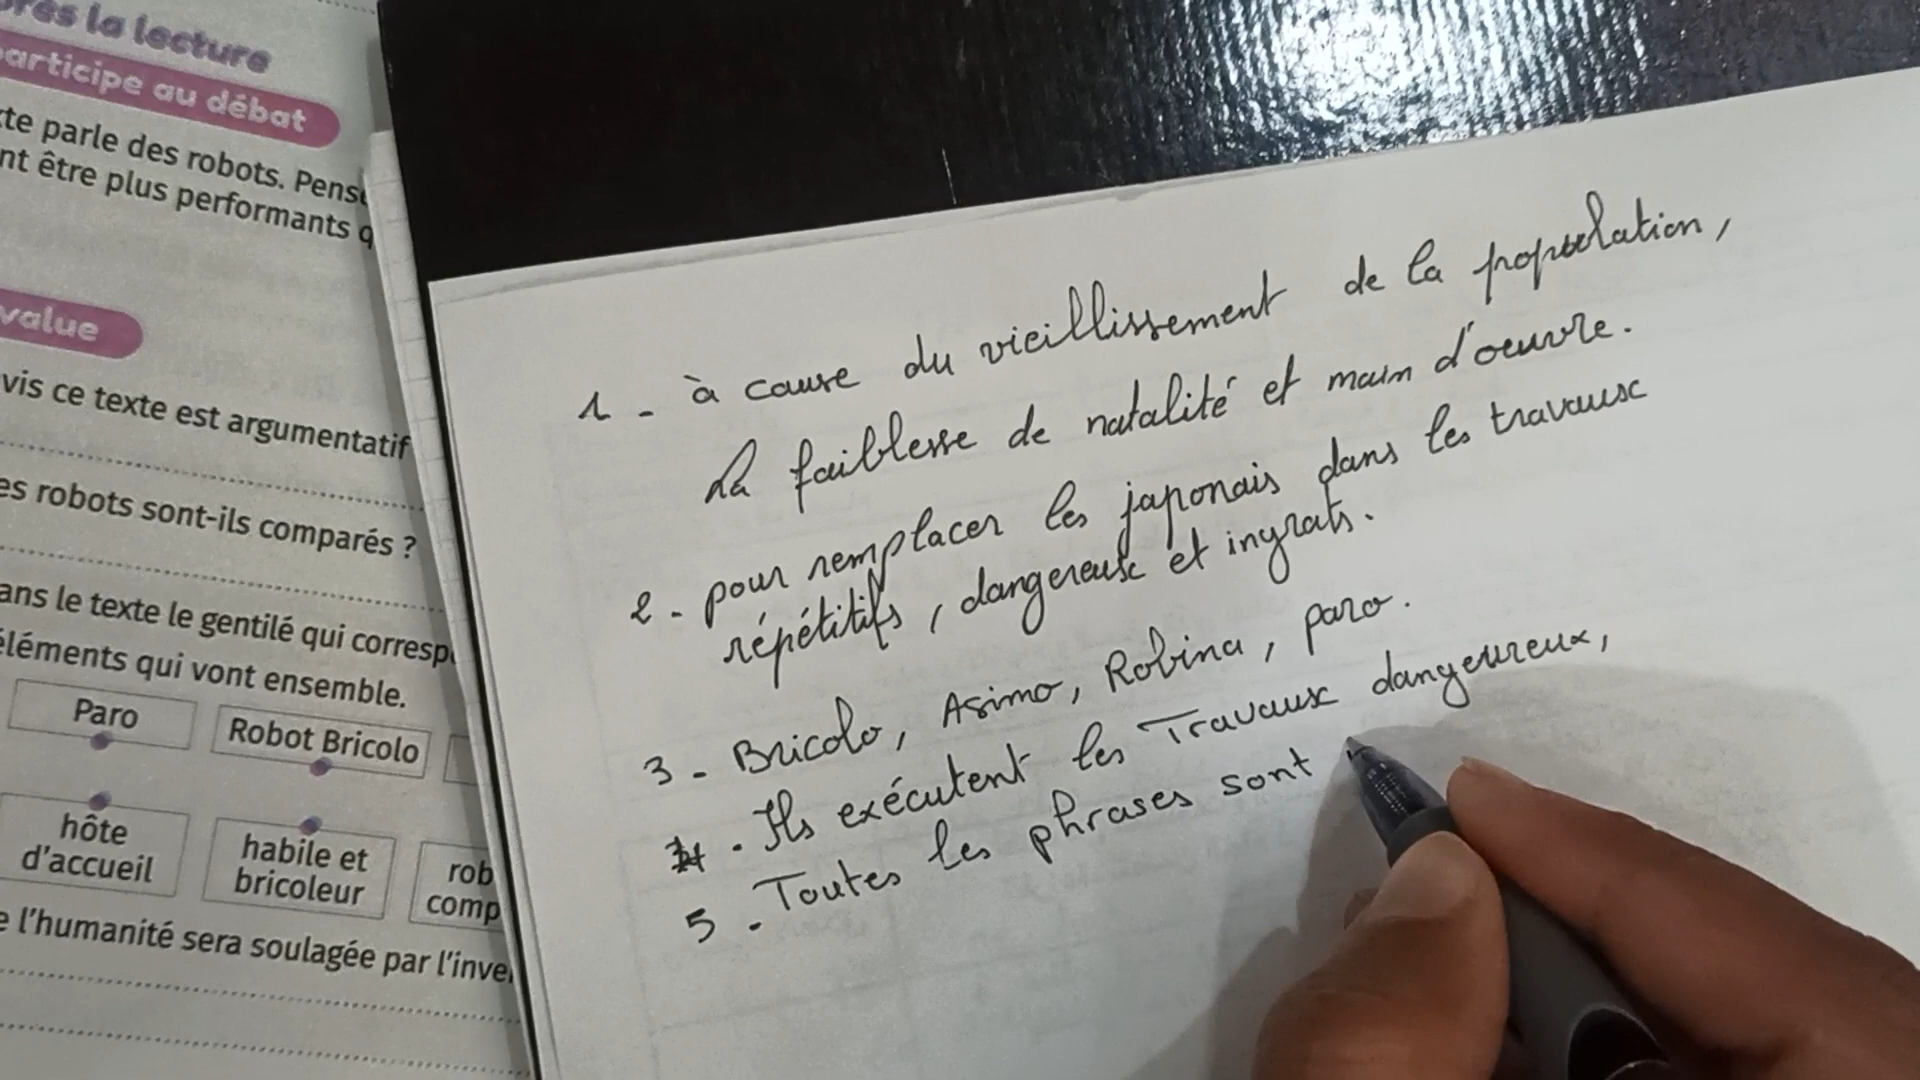 près la lecture
participe au débat
xte parle des robots. Pense
nt être plus performants q
value
vis ce texte est argumentatif
es robots sont-ils comparés ?
ans le texte le gentilé qui corresp
éléments qui vont ensemble.
Paro
Robot Bricolo
hôte
d'accueil
habile et
bricoleur
rob
comp
e l'humanité sera soulagée par l'inve
1 - à cause du vieillissement de la population,
La faiblesse de natalité et main d'oeuvre.
2 - pour remplacer les japonais dans les travaux
répétitifs, dangereux et ingrats.
3 - Bricolo, Asimo, Robina, paro.
4 - Ils exécutent les Travaux dangeureux,
5 - Toutes les phrases sont